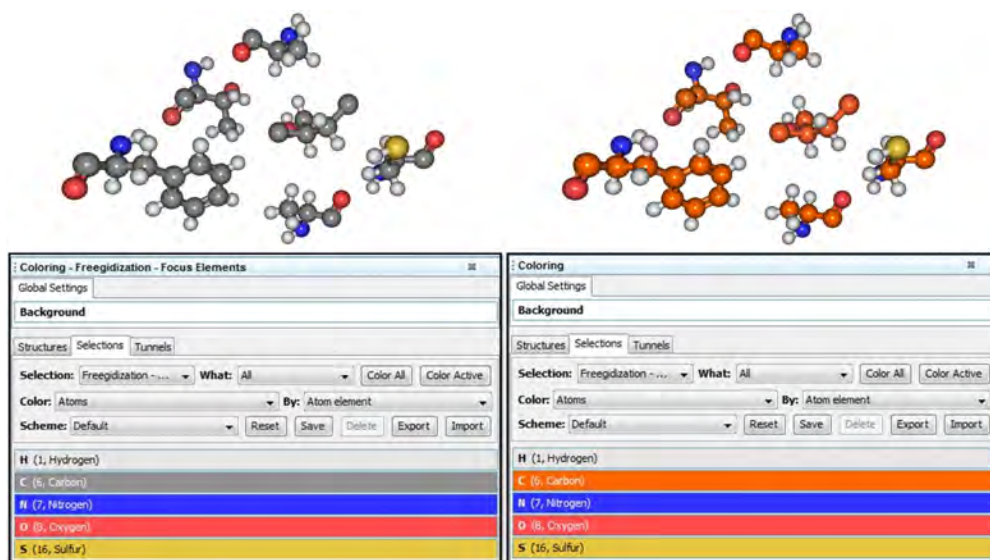 Coloring - Freegidization - Focus Elements
Global Settings
Background
Structures Selections Tunnels
Selection: Freegidization - ... What: All Color All Color Active
Color: Atoms By: Atom element
Scheme: Default Reset Save Delete Export Import
H (1, Hydrogen)
C (6, Carbon)
N (7, Nitrogen)
O (8, Oxygen)
S (16, Sulfur)
Coloring
Global Settings
Background
Structures Selections Tunnels
Selection: Freegidization - ... What: All Color All Color Active
Color: Atoms By: Atom element
Scheme: Default Reset Save Delete Export Import
H (1, Hydrogen)
C (6, Carbon)
N (7, Nitrogen)
O (8, Oxygen)
S (16, Sulfur)